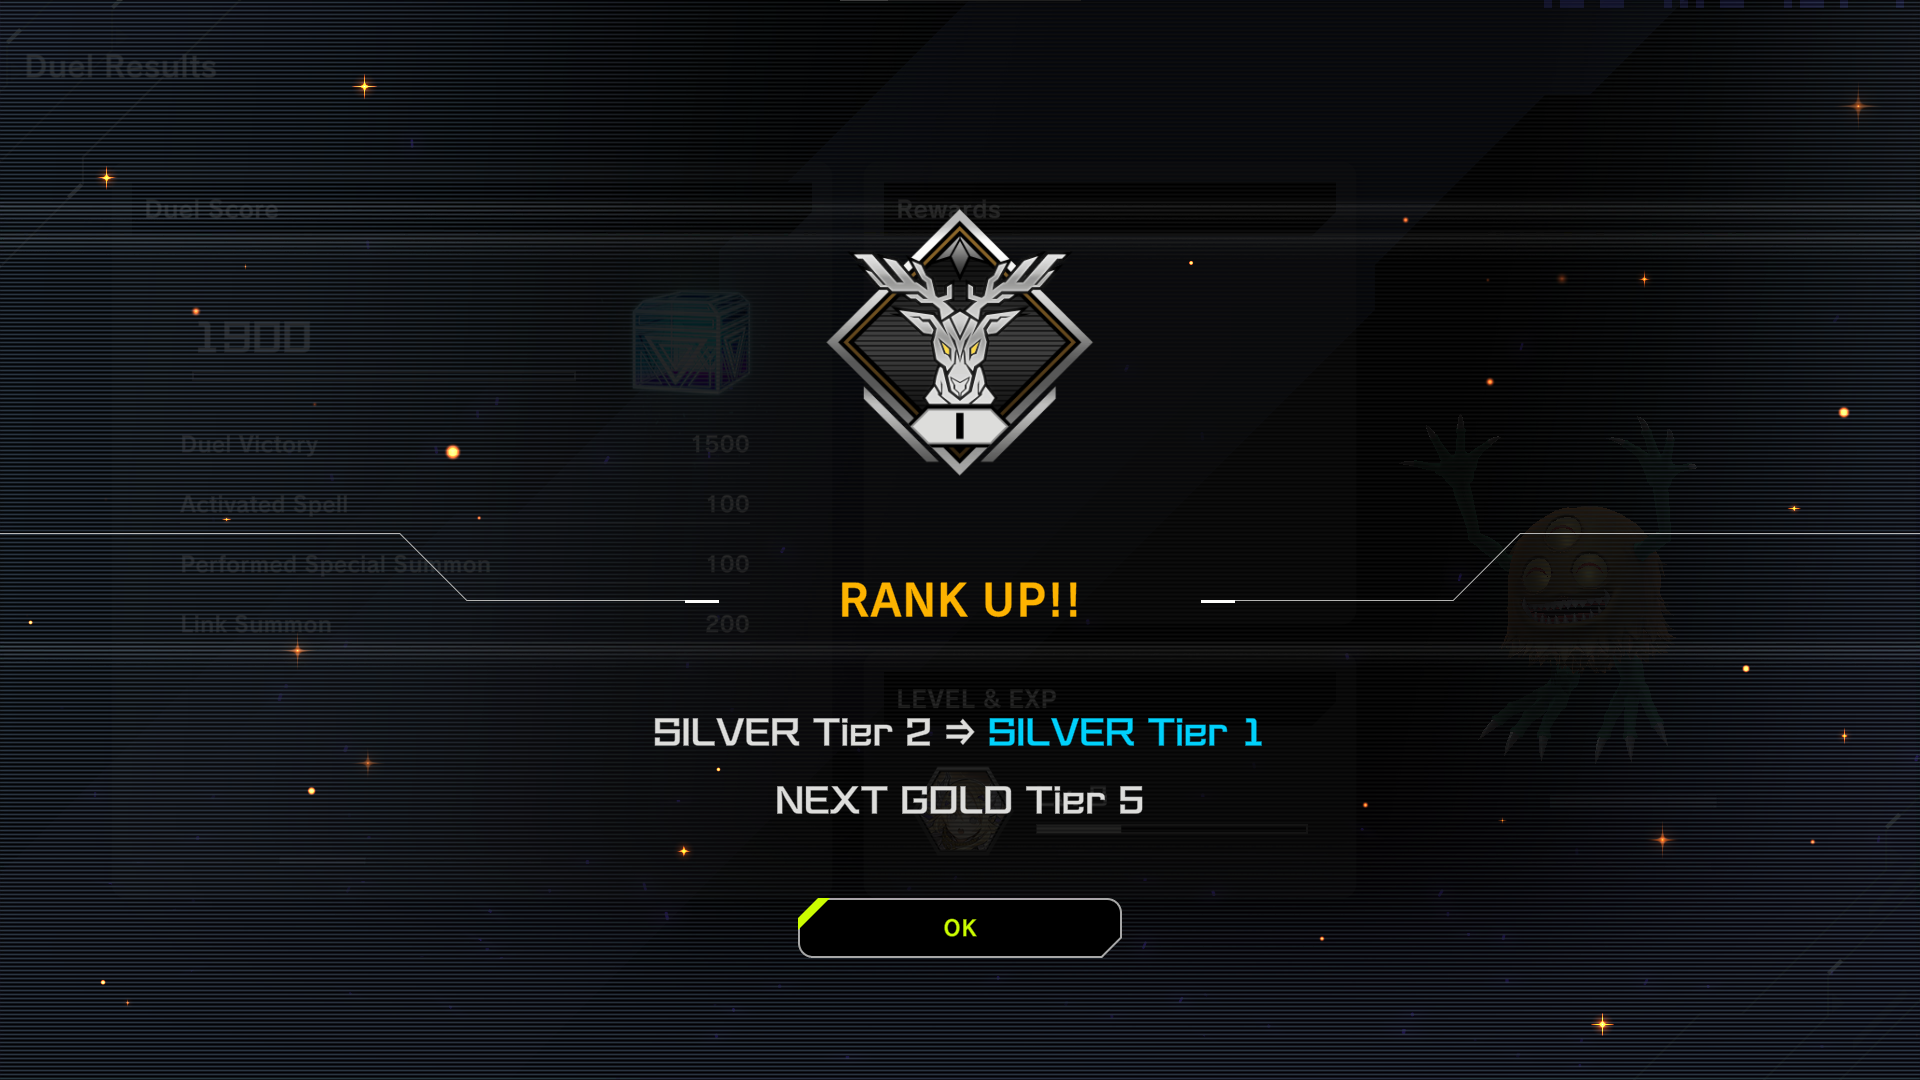 Duel Results
Duel Score
Rewards
1900
I
Duel Victory 1500
Activated Spell 100
Performed Special Summon 100
RANK UP!!
Link Summon 200
LEVEL & EXP
SILVER Tier 2 ⇒ SILVER Tier 1
NEXT GOLD Tier 5
OK